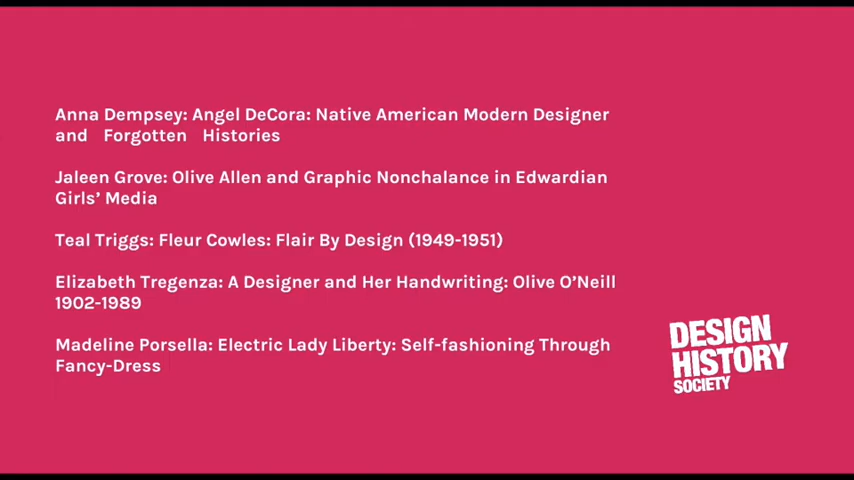 Anna Dempsey: Angel DeCora: Native American Modern Designer
and Forgotten Histories
Jaleen Grove: Olive Allen and Graphic Nonchalance in Edwardian
Girls’ Media
Teal Triggs: Fleur Cowles: Flair By Design (1949-1951)
Elizabeth Tregenza: A Designer and Her Handwriting: Olive O’Neill
1902-1989
Madeline Porsella: Electric Lady Liberty: Self-fashioning Through
Fancy-Dress
DESIGN
HISTORY
SOCIETY